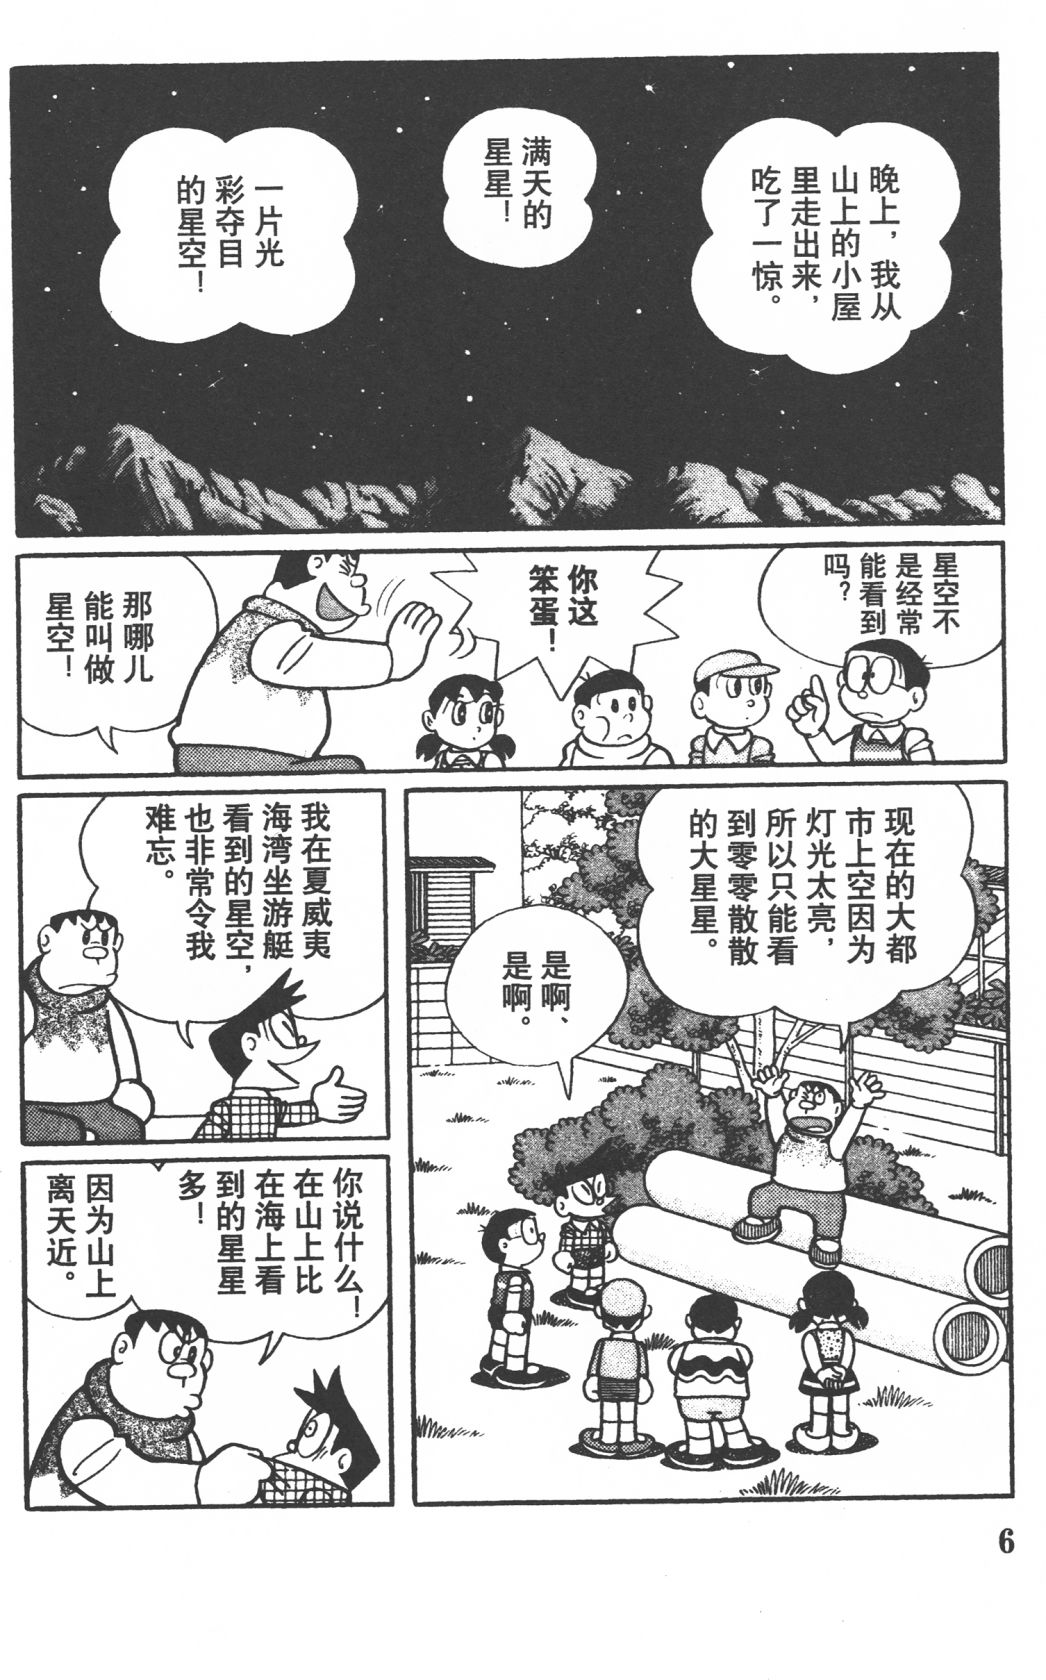 晚上，我从
山上的小屋
里走出来，
吃了一惊。
满天的
星星！
一片光
彩夺目
的星空！
星空不
是经常
能看到
吗？
你这
笨蛋！
那哪儿
能叫做
星空！
现在的大都
市上空因为
灯光太亮，
所以只能看
到零零散散
的大星星。
是啊、
是啊。
我在夏威夷
海湾坐游艇
看到的星空，
也非常令我
难忘。
你说什么！
在山上比
在海上看
到的星星
多！
因为山上
离天近。
6